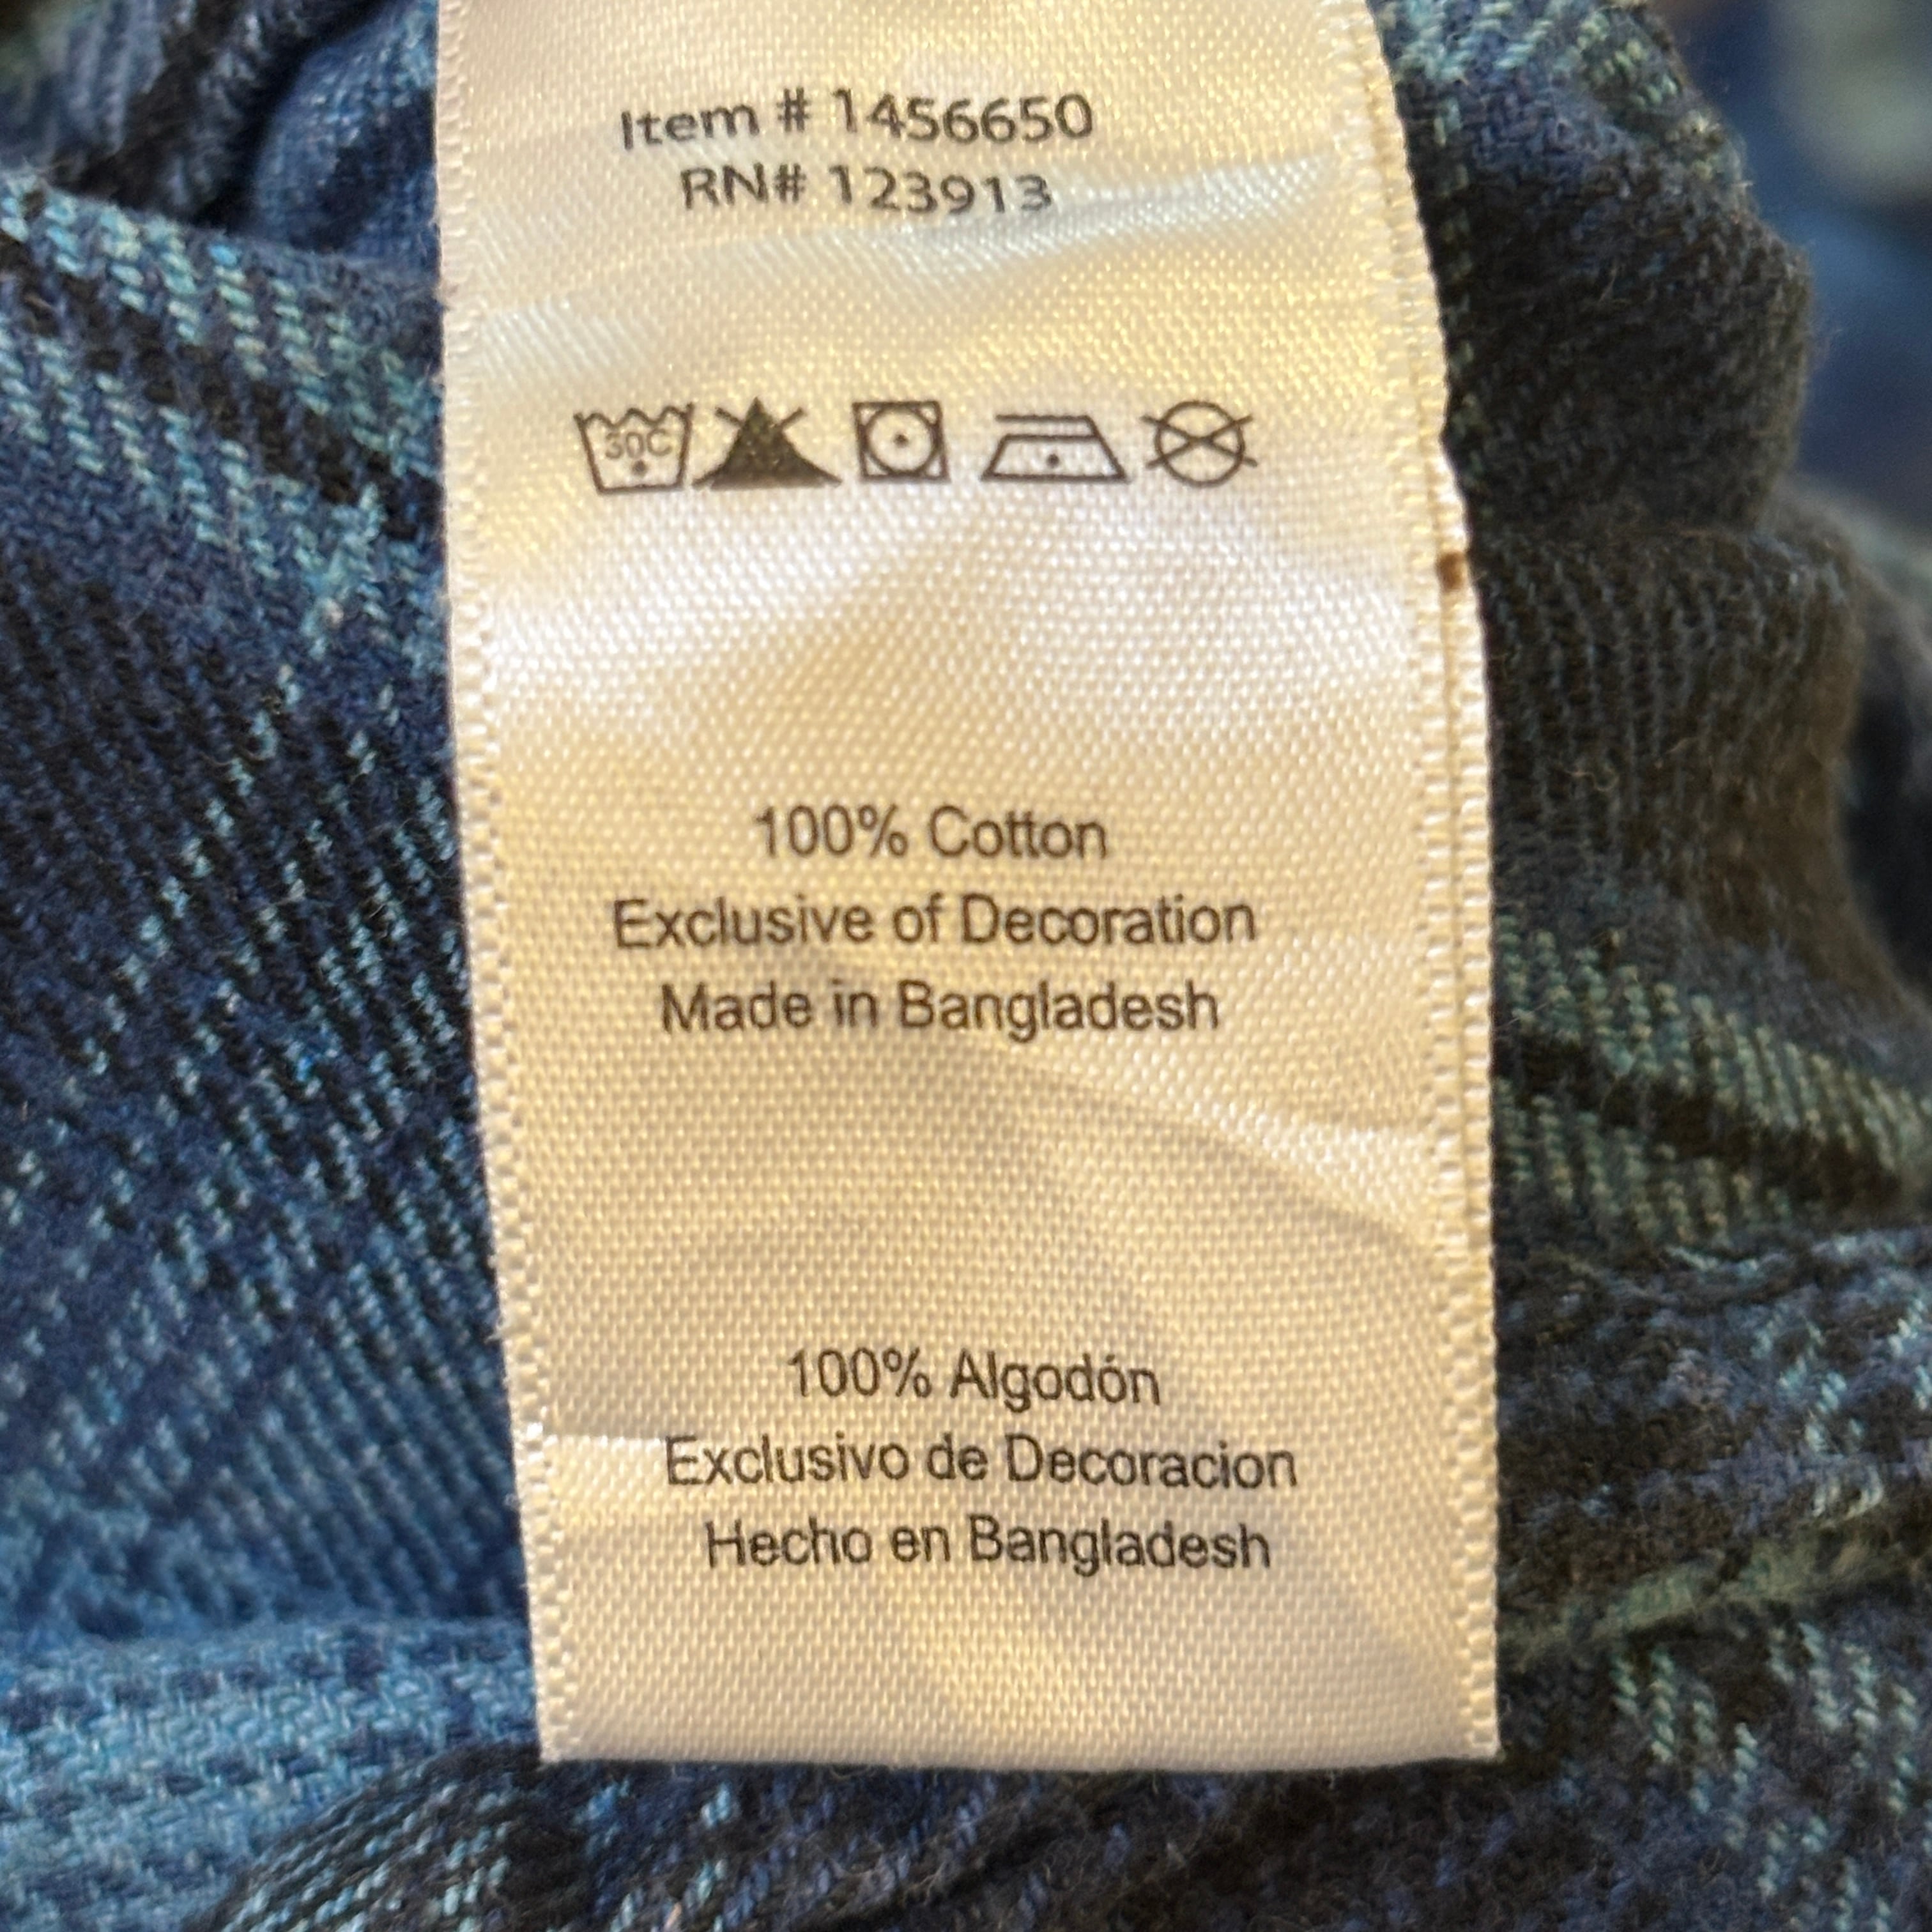 Item # 1456650
RN# 123913
30C
100% Cotton
Exclusive of Decoration
Made in Bangladesh
100% Algodón
Exclusivo de Decoracion
Hecho en Bangladesh